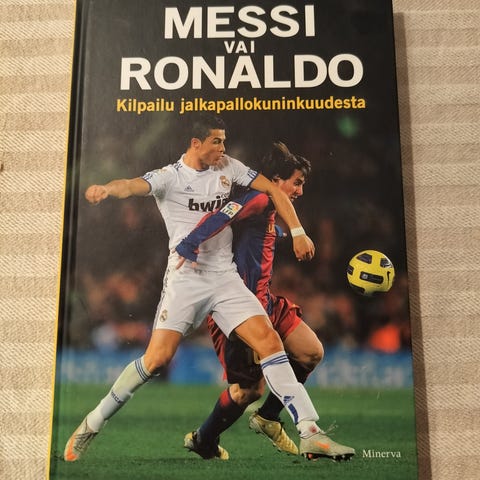 MESSI
VAI
RONALDO
Kilpailu jalkapallokuninkuudesta
bwin
Minerva